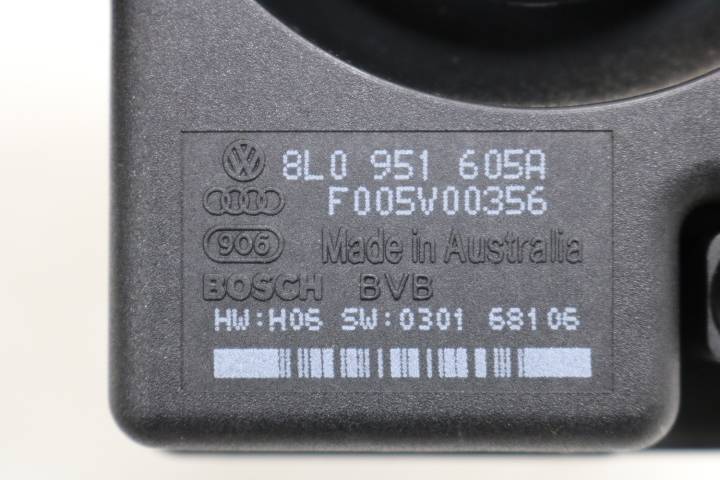 8L0 951 605A
F005V00356
906 Made in Australia
BOSCH BVB
HW:H06 SW:0301 68106